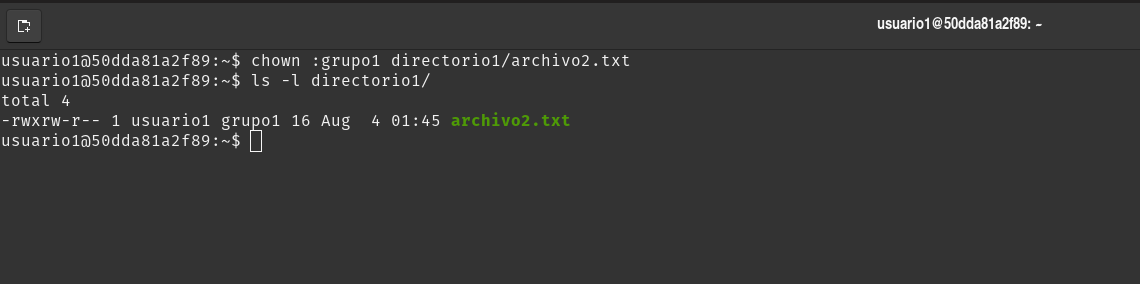 usuario1@50dda81a2f89: ~
usuario1@50dda81a2f89:~$ chown :grupo1 directorio1/archivo2.txt
usuario1@50dda81a2f89:~$ ls -l directorio1/
total 4
-rwxrw-r-- 1 usuario1 grupo1 16 Aug  4 01:45 archivo2.txt
usuario1@50dda81a2f89:~$